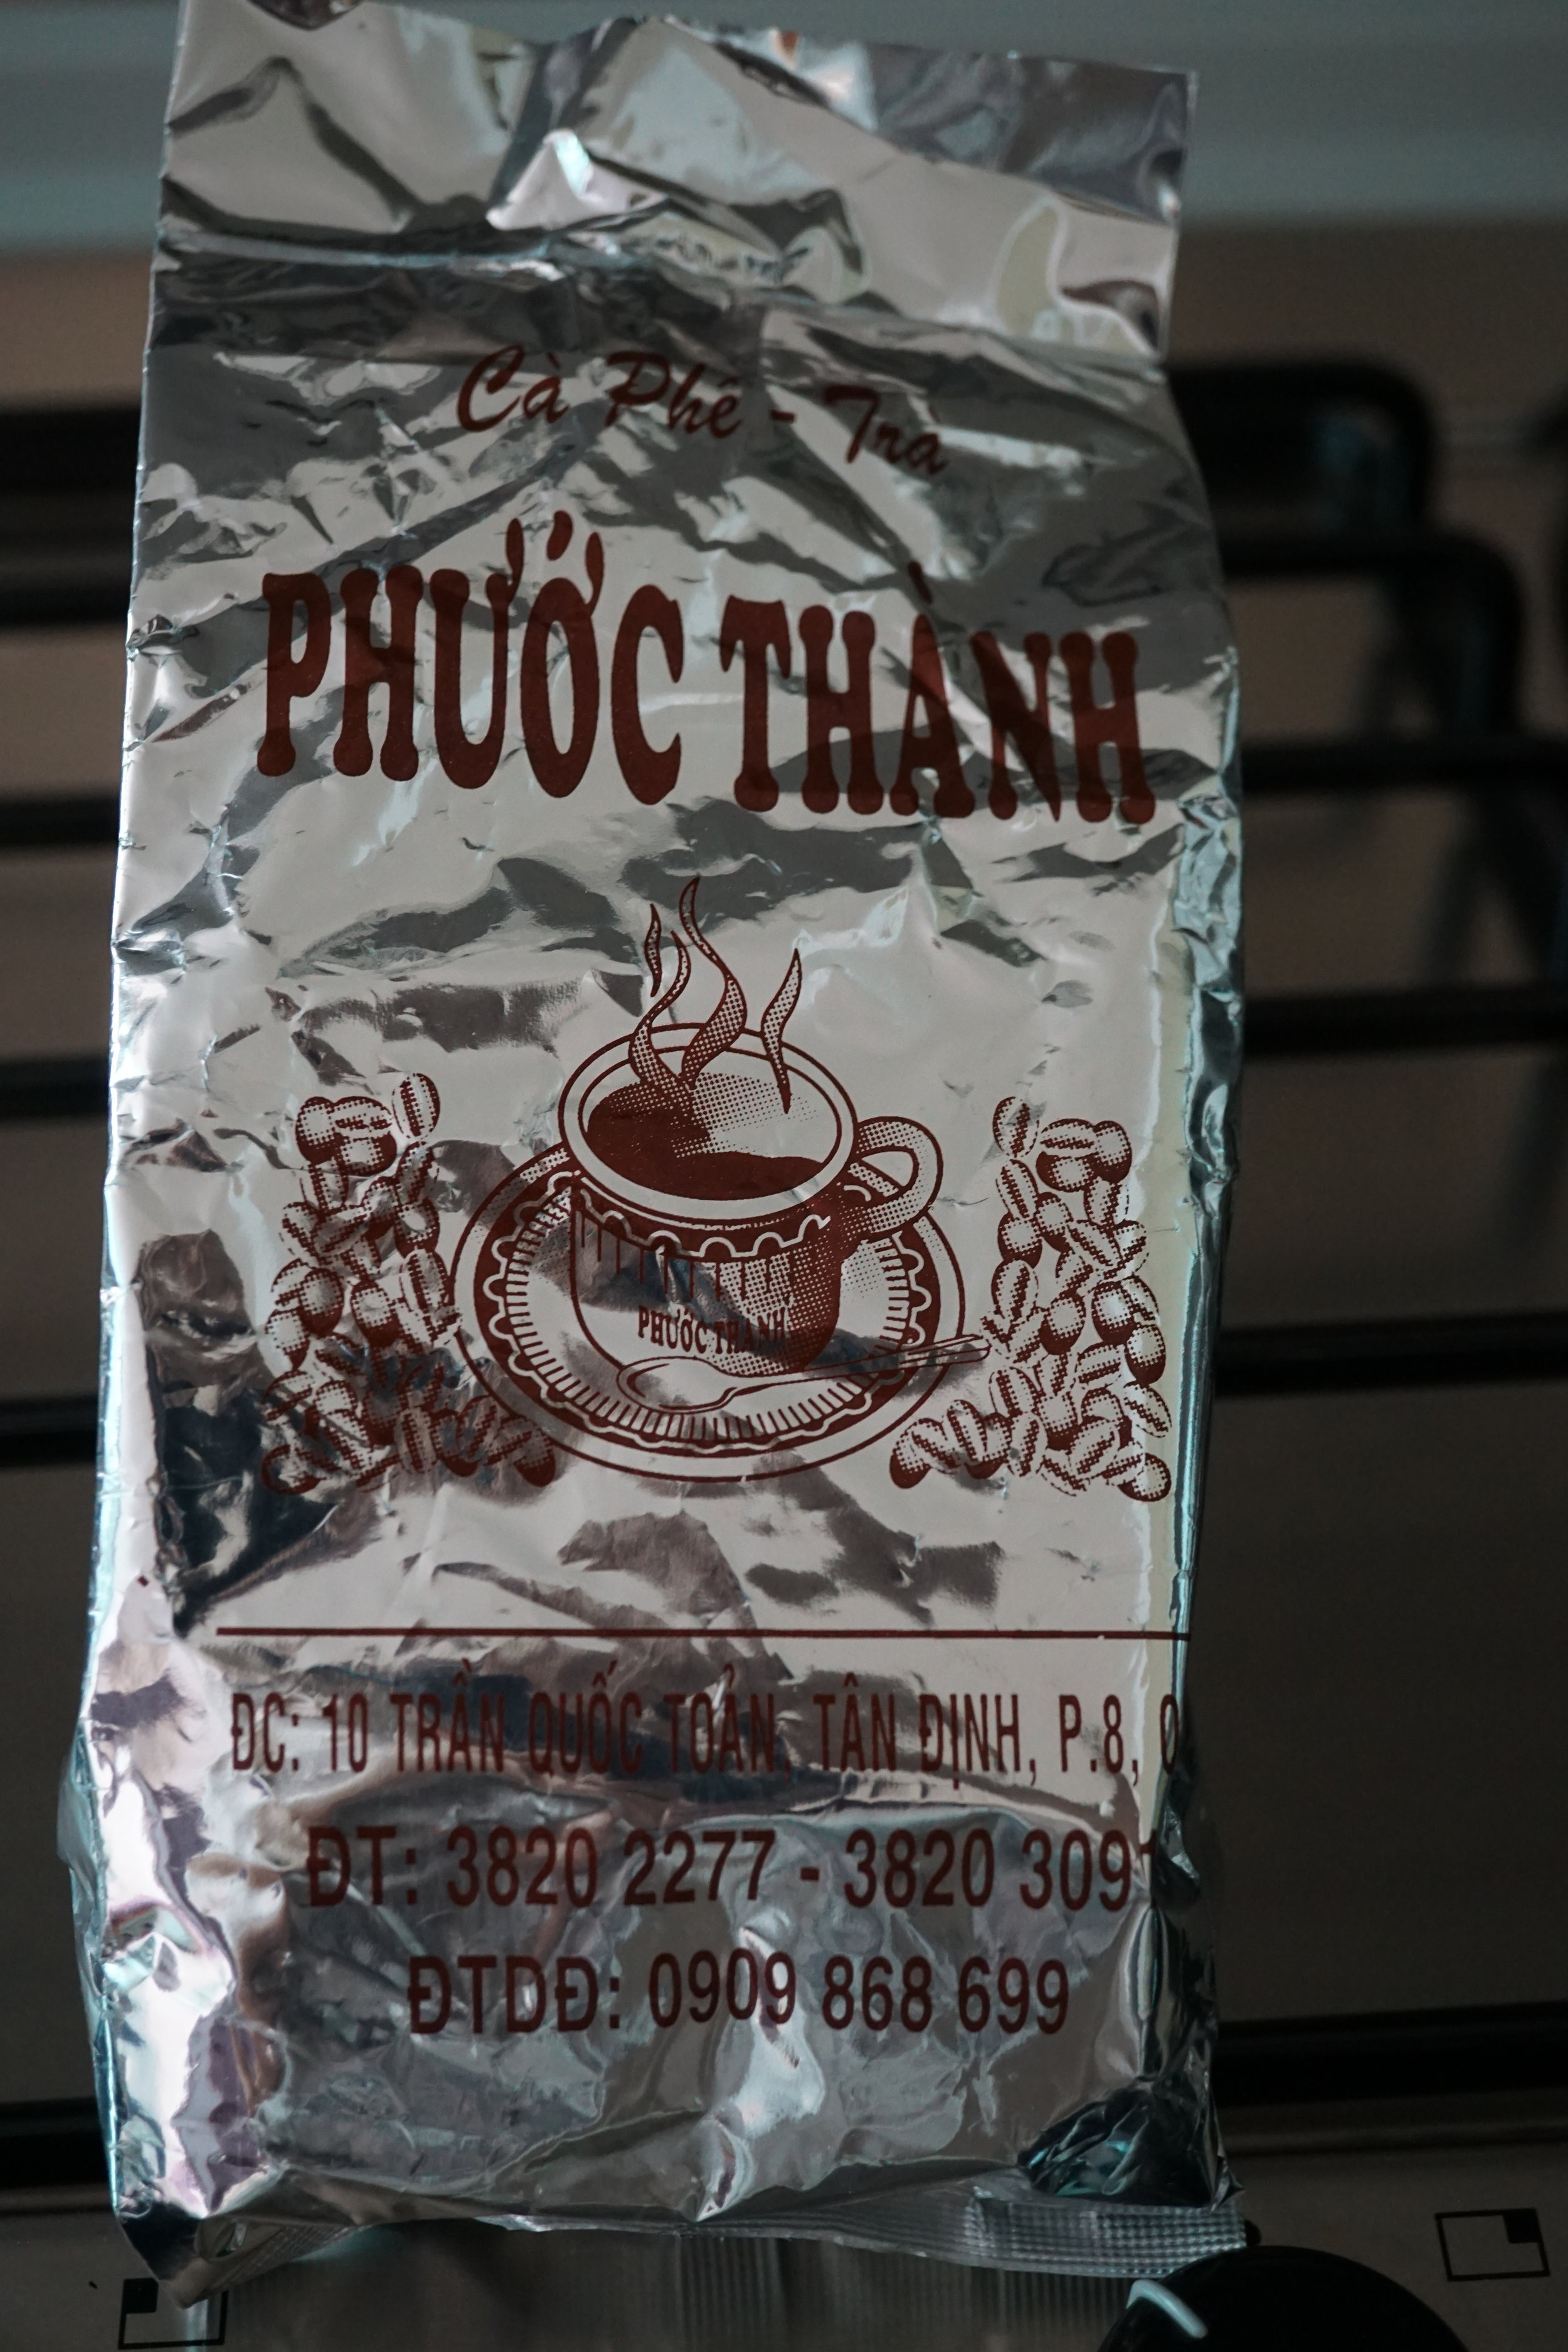 Cà Phê - Trà
PHƯỚC THÀNH
PHƯỚC THÀNH
ĐC: 10 TRẦN QUỐC TOẢN, TÂN ĐỊNH, P.8,
ĐT: 3820 2277 - 3820 3091
ĐTDĐ: 0909 868 699